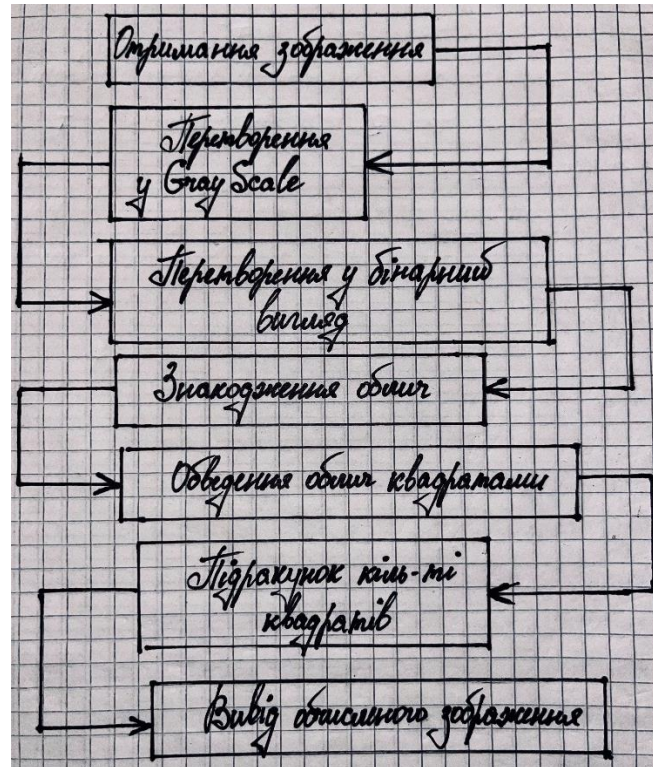 Отримання зображення
Перетворення
у Gray Scale
Перетворення у бінарний
вигляд
Знаходження облич
Обведення облич квадратами
Підрахунок кіль-ті
квадратів
Вивід обчисленого зображення